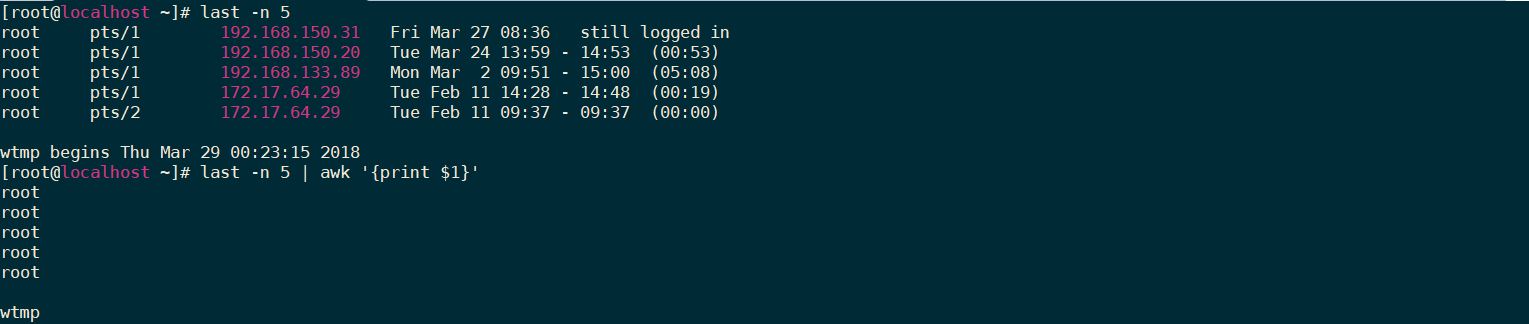 [root@localhost ~]# last -n 5
root     pts/1        192.168.150.31   Fri Mar 27 08:36   still logged in
root     pts/1        192.168.150.20   Tue Mar 24 13:59 - 14:53  (00:53)
root     pts/1        192.168.133.89   Mon Mar  2 09:51 - 15:00  (05:08)
root     pts/1        172.17.64.29     Tue Feb 11 14:28 - 14:48  (00:19)
root     pts/2        172.17.64.29     Tue Feb 11 09:37 - 09:37  (00:00)

wtmp begins Thu Mar 29 00:23:15 2018
[root@localhost ~]# last -n 5 | awk '{print $1}'
root
root
root
root
root

wtmp